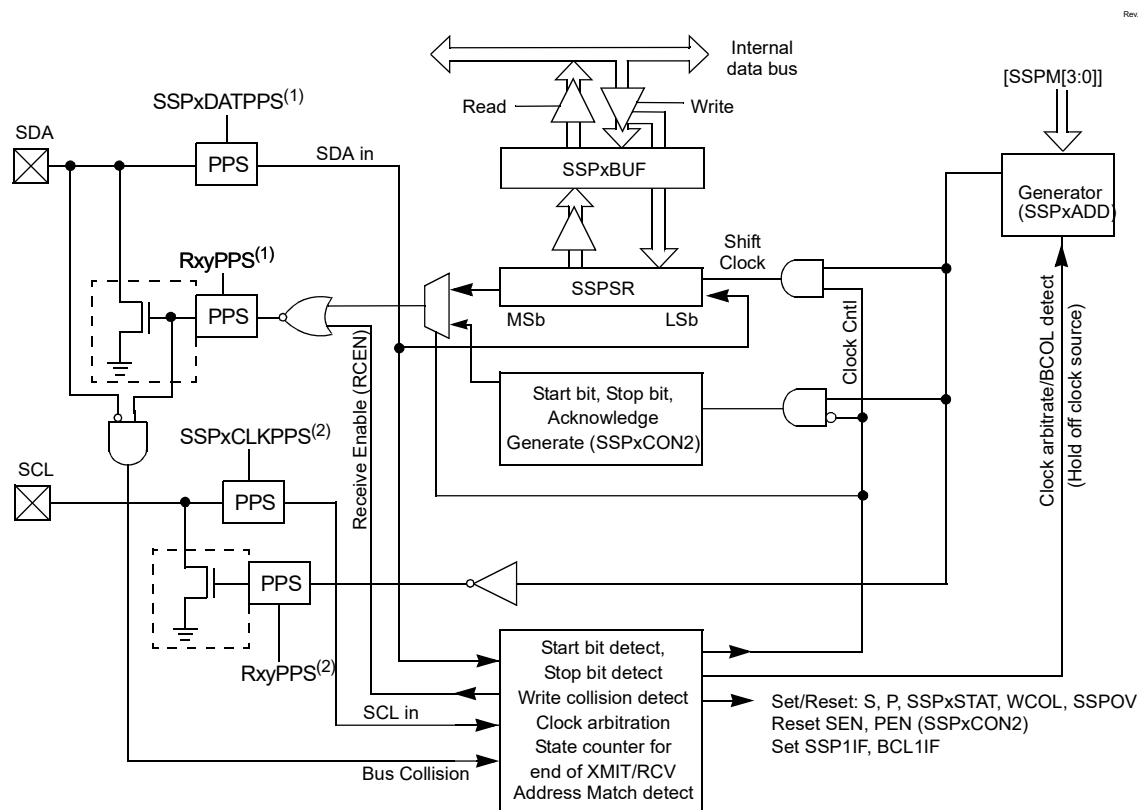 Rev.
Internal
data bus
[SSPM[3:0]]
SSPxDATPPS(1)
Read
Write
SDA
PPS
SDA in
SSPxBUF
Generator
(SSPxADD)
RxyPPS(1)
Shift
Clock
PPS
SSPSR
MSb
LSb
Clock Cntl
Clock arbitrate/BCOL detect
(Hold off clock source)
Receive Enable (RCEN)
Start bit, Stop bit,
Acknowledge
Generate (SSPxCON2)
SSPxCLKPPS(2)
SCL
PPS
PPS
RxyPPS(2)
SCL in
Bus Collision
Start bit detect,
Stop bit detect
Write collision detect
Clock arbitration
State counter for
end of XMIT/RCV
Address Match detect
Set/Reset: S, P, SSPxSTAT, WCOL, SSPOV
Reset SEN, PEN (SSPxCON2)
Set SSP1IF, BCL1IF